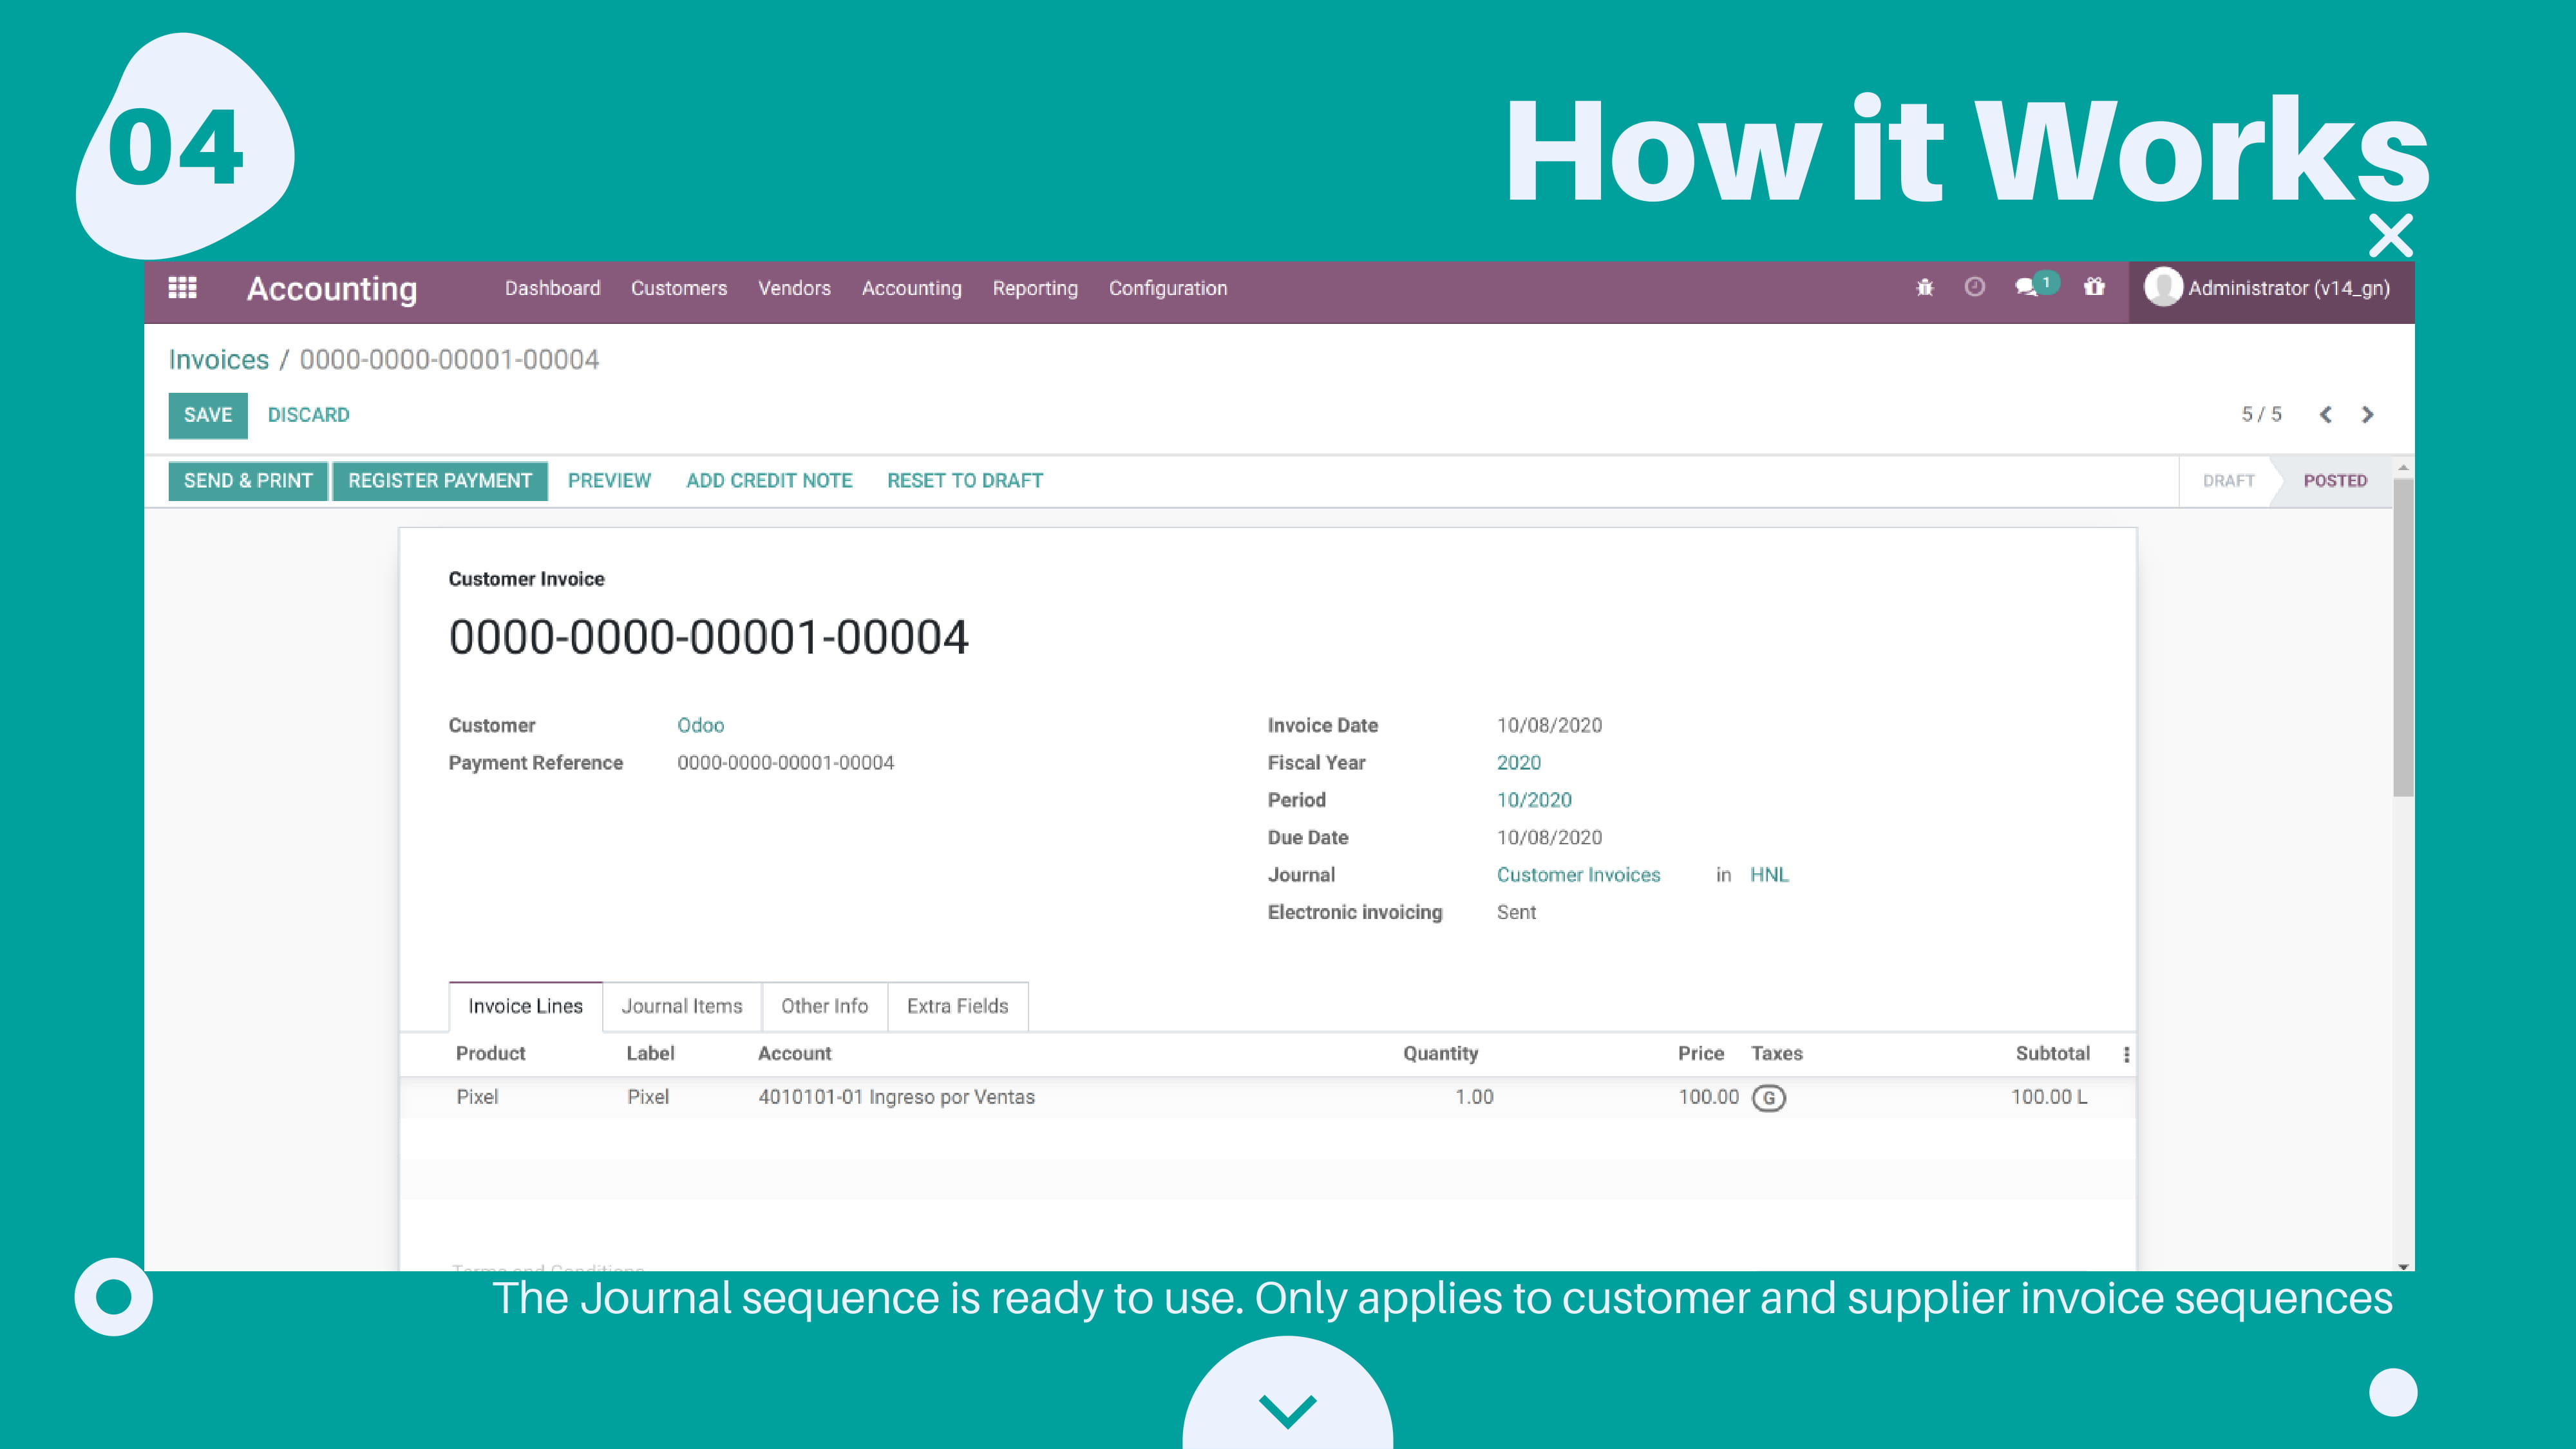 04
How it Works
Accounting Dashboard Customers Vendors Accounting Reporting Configuration 1 Administrator (v14_gn)
Invoices / 0000-0000-00001-00004
SAVE DISCARD 5 / 5
SEND & PRINT REGISTER PAYMENT PREVIEW ADD CREDIT NOTE RESET TO DRAFT DRAFT POSTED
Customer Invoice
0000-0000-00001-00004
Customer Odoo Invoice Date 10/08/2020
Payment Reference 0000-0000-00001-00004 Fiscal Year 2020
Period 10/2020
Due Date 10/08/2020
Journal Customer Invoices in HNL
Electronic invoicing Sent
Invoice Lines Journal Items Other Info Extra Fields
Product Label Account Quantity Price Taxes Subtotal
Pixel Pixel 4010101-01 Ingreso por Ventas 1.00 100.00 G 100.00 L
Terms and Conditions
The Journal sequence is ready to use. Only applies to customer and supplier invoice sequences